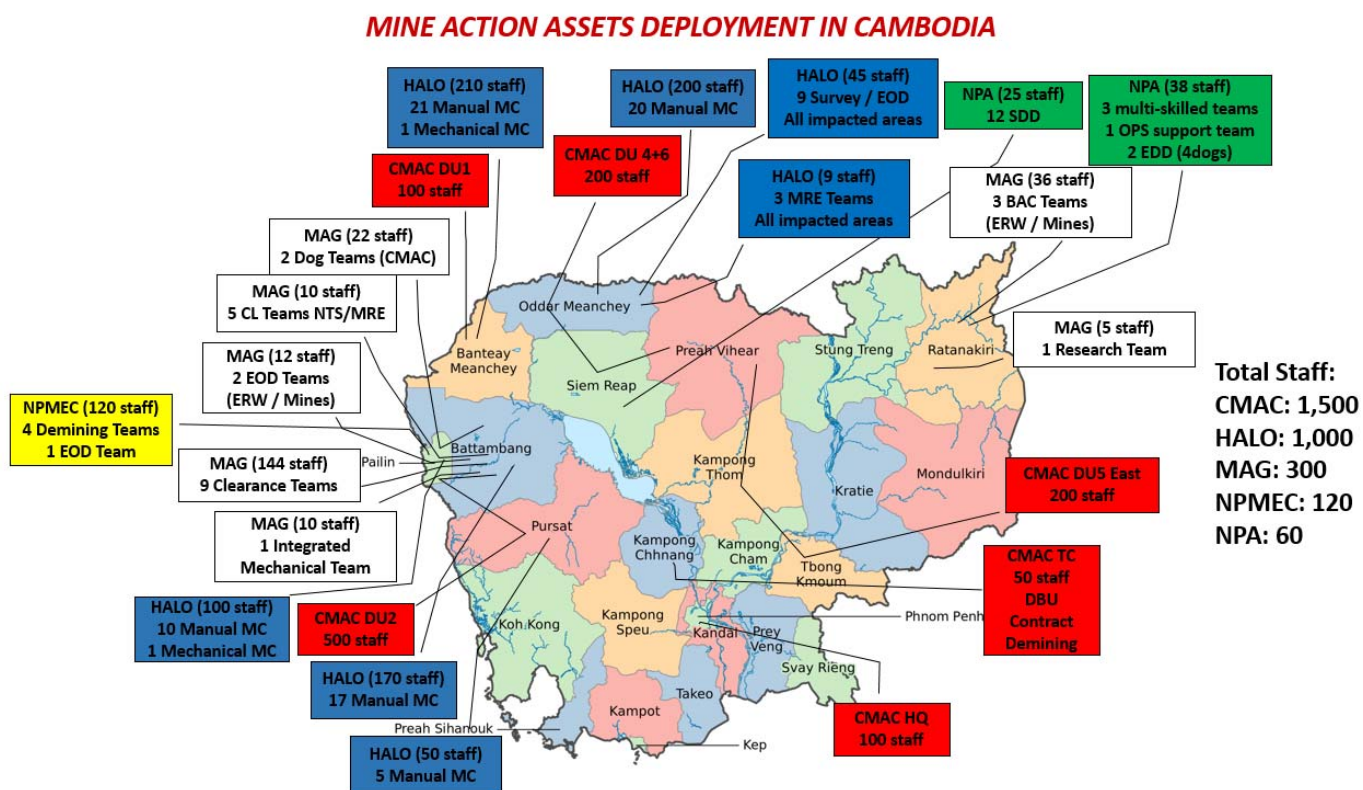 MINE ACTION ASSETS DEPLOYMENT IN CAMBODIA
HALO (210 staff)
21 Manual MC
1 Mechanical MC
HALO (200 staff)
20 Manual MC
HALO (45 staff)
9 Survey / EOD
All impacted areas
NPA (25 staff)
12 SDD
NPA (38 staff)
3 multi-skilled teams
1 OPS support team
2 EDD (4dogs)
CMAC DU1
100 staff
CMAC DU 4+6
200 staff
HALO (9 staff)
3 MRE Teams
All impacted areas
MAG (36 staff)
3 BAC Teams
(ERW / Mines)
MAG (22 staff)
2 Dog Teams (CMAC)
MAG (10 staff)
5 CL Teams NTS/MRE
MAG (12 staff)
2 EOD Teams
(ERW / Mines)
NPMEC (120 staff)
4 Demining Teams
1 EOD Team
MAG (144 staff)
9 Clearance Teams
MAG (10 staff)
1 Integrated
Mechanical Team
MAG (5 staff)
1 Research Team
Oddar Meanchey
Banteay
Meanchey
Siem Reap
Preah Vihear
Stung Treng
Ratanakiri
Pailin
Battambang
Kampong
Thom
Kratie
Mondulkiri
Pursat
Kampong
Chhnang
Kampong
Cham
Tbong
Kmoum
Koh Kong
Kampong
Speu
Kandal
Prey
Veng
Phnom Penh
Svay Rieng
Takeo
Kampot
Preah Sihanouk
Kep
Total Staff:
CMAC: 1,500
HALO: 1,000
MAG: 300
NPMEC: 120
NPA: 60
CMAC DU5 East
200 staff
CMAC TC
50 staff
DBU
Contract
Demining
HALO (100 staff)
10 Manual MC
1 Mechanical MC
CMAC DU2
500 staff
HALO (170 staff)
17 Manual MC
HALO (50 staff)
5 Manual MC
CMAC HQ
100 staff